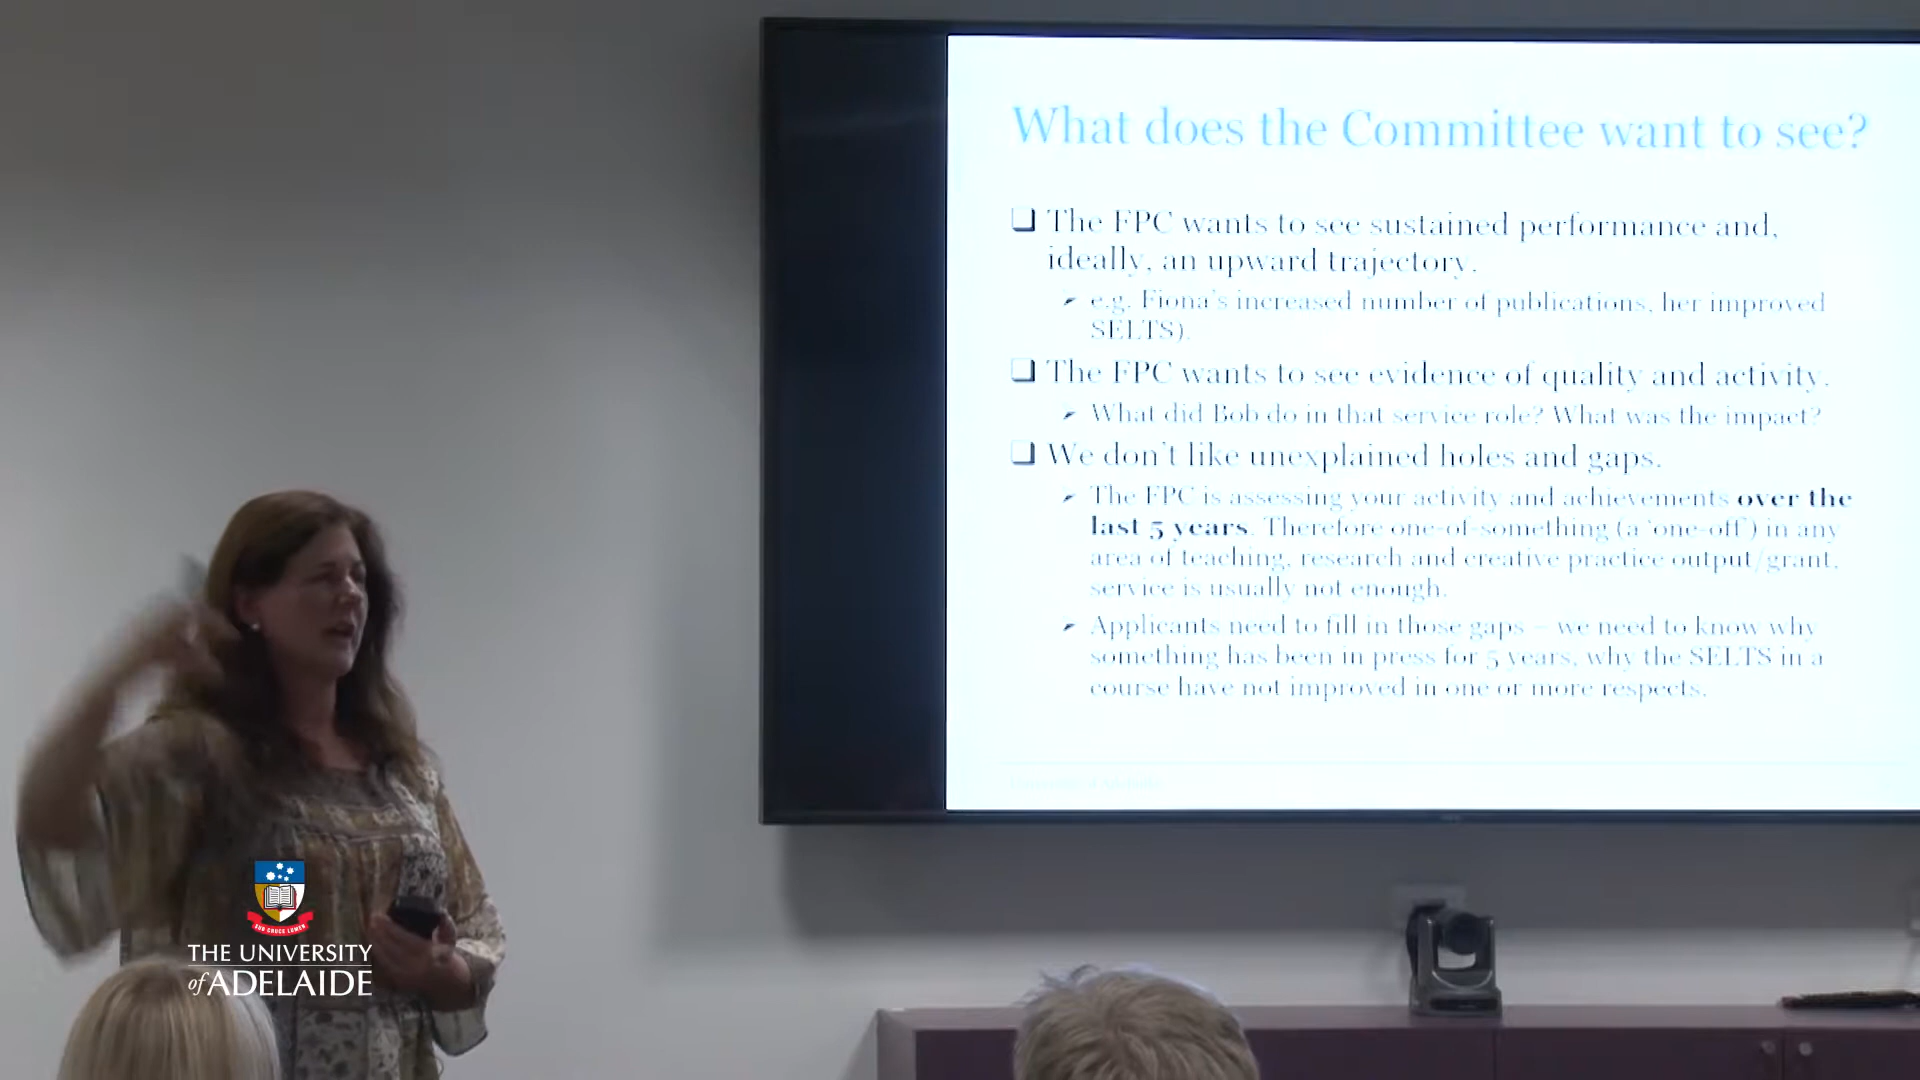 What does the Committee want to see?
The FPC wants to see sustained performance and,
ideally, an upward trajectory.
e.g. Fiona's increased number of publications, her improved
SELTS).
The FPC wants to see evidence of quality and activity.
What did Bob do in that service role? What was the impact?
We don't like unexplained holes and gaps.
The FPC is assessing your activity and achievements over the
last 5 years. Therefore one-of-something (a 'one-off') in any
area of teaching, research and creative practice output/grant,
service is usually not enough.
Applicants need to fill in those gaps – we need to know why
something has been in press for 5 years, why the SELTS in a
course have not improved in one or more respects.
SUB CRUCE LUMEN
THE UNIVERSITY
of ADELAIDE